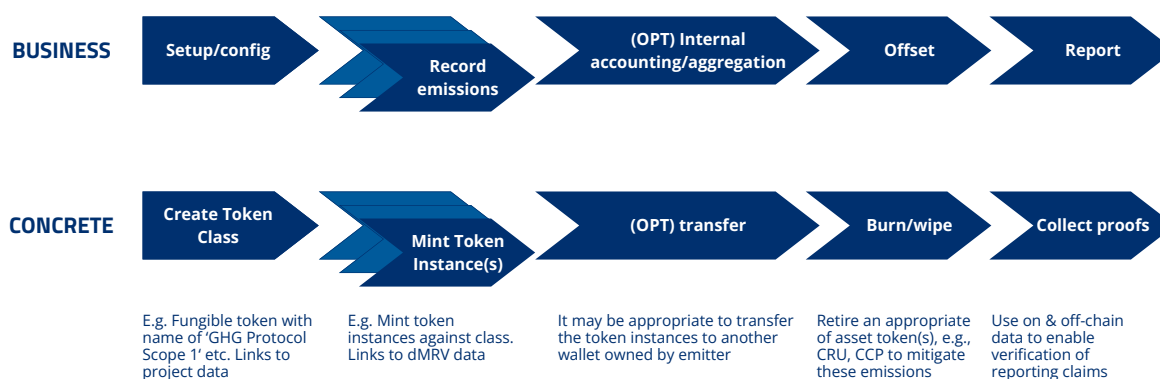 BUSINESS
Setup/config
Record
emissions
(OPT) Internal
accounting/aggregation
Offset
Report
CONCRETE
Create Token
Class
Mint Token
Instance(s)
(OPT) transfer
Burn/wipe
Collect proofs
E.g. Fungible token with
name of ‘GHG Protocol
Scope 1’ etc. Links to
project data
E.g. Mint token
instances against class.
Links to dMRV data
It may be appropriate to transfer
the token instances to another
wallet owned by emitter
Retire an appropriate
of asset token(s), e.g.,
CRU, CCP to mitigate
these emissions
Use on & off-chain
data to enable
verification of
reporting claims